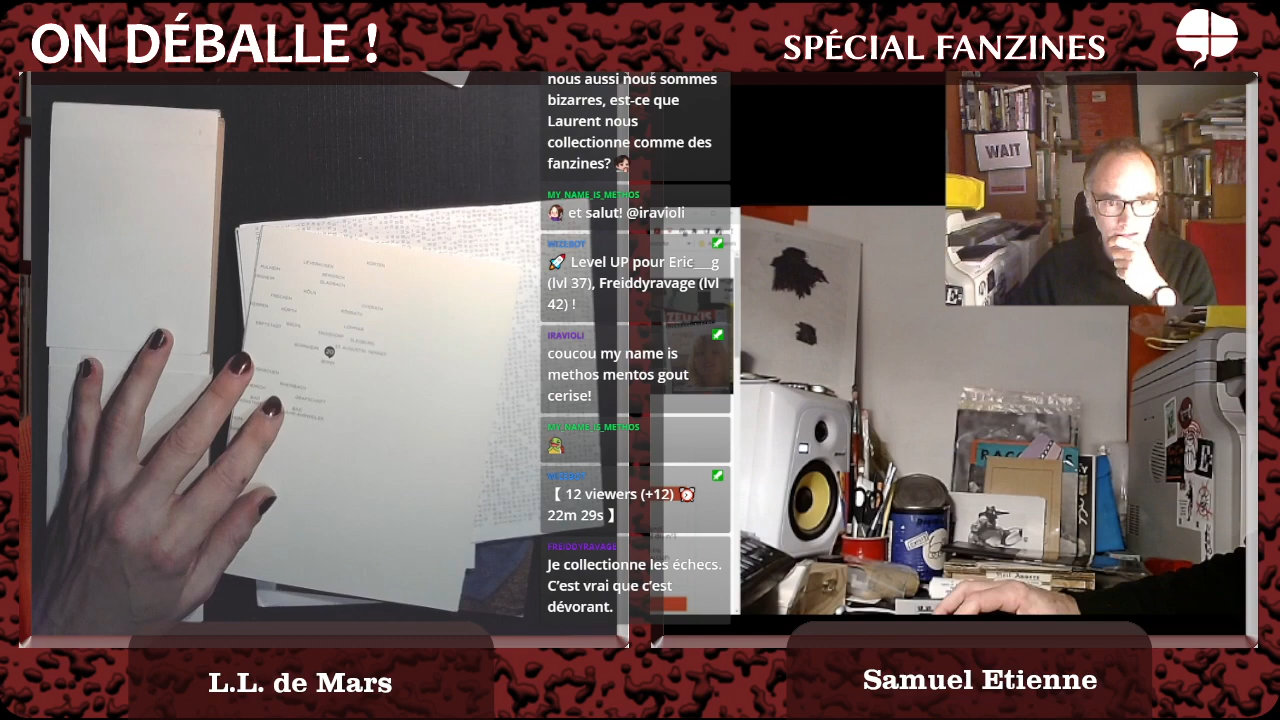 ON DÉBALLE !
SPÉCIAL FANZINES
nous aussi nous sommes
bizarres, est-ce que
Laurent nous
collectionne comme des
fanzines?
MY_NAME_IS_METHOS
et salut! @iravioli
WIZEBOT
Level UP pour Eric___g
(lvl 37), Freiddyravage (lvl
42) !
IRAVIOLI
coucou my name is
methos mentos gout
cerise!
MY_NAME_IS_METHOS
WIZEBOT
【 12 viewers (+12)
22m 29s 】
FREIDDYRAVAGE
Je collectionne les échecs.
C'est vrai que c'est
dévorant.
WAIT
L.L. de Mars
Samuel Etienne